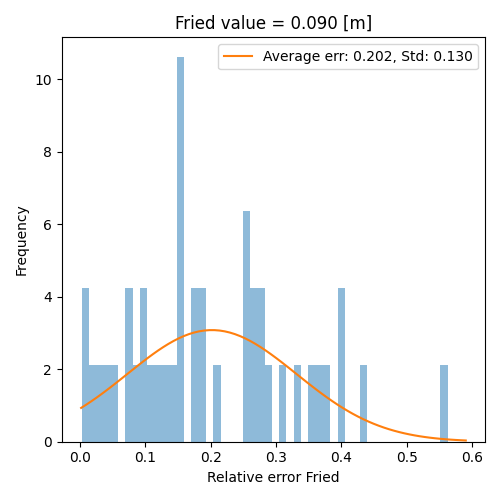 Fried value = 0.090 [m]
Average err: 0.202, Std: 0.130
10
8
6
4
2
0
Frequency
0.0 0.1 0.2 0.3 0.4 0.5 0.6
Relative error Fried